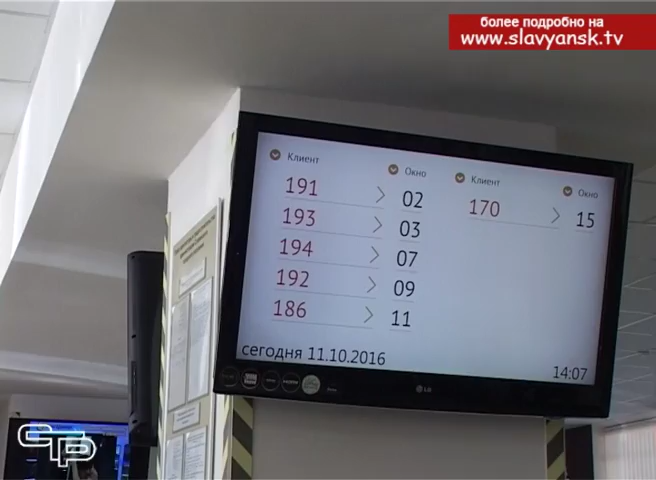 более подробно на
www.slavyansk.tv
Клиент Окно Клиент Окно
191 02 170 15
193 03
194 07
192 09
186 11
сегодня 11.10.2016 14:07
LG
СТР